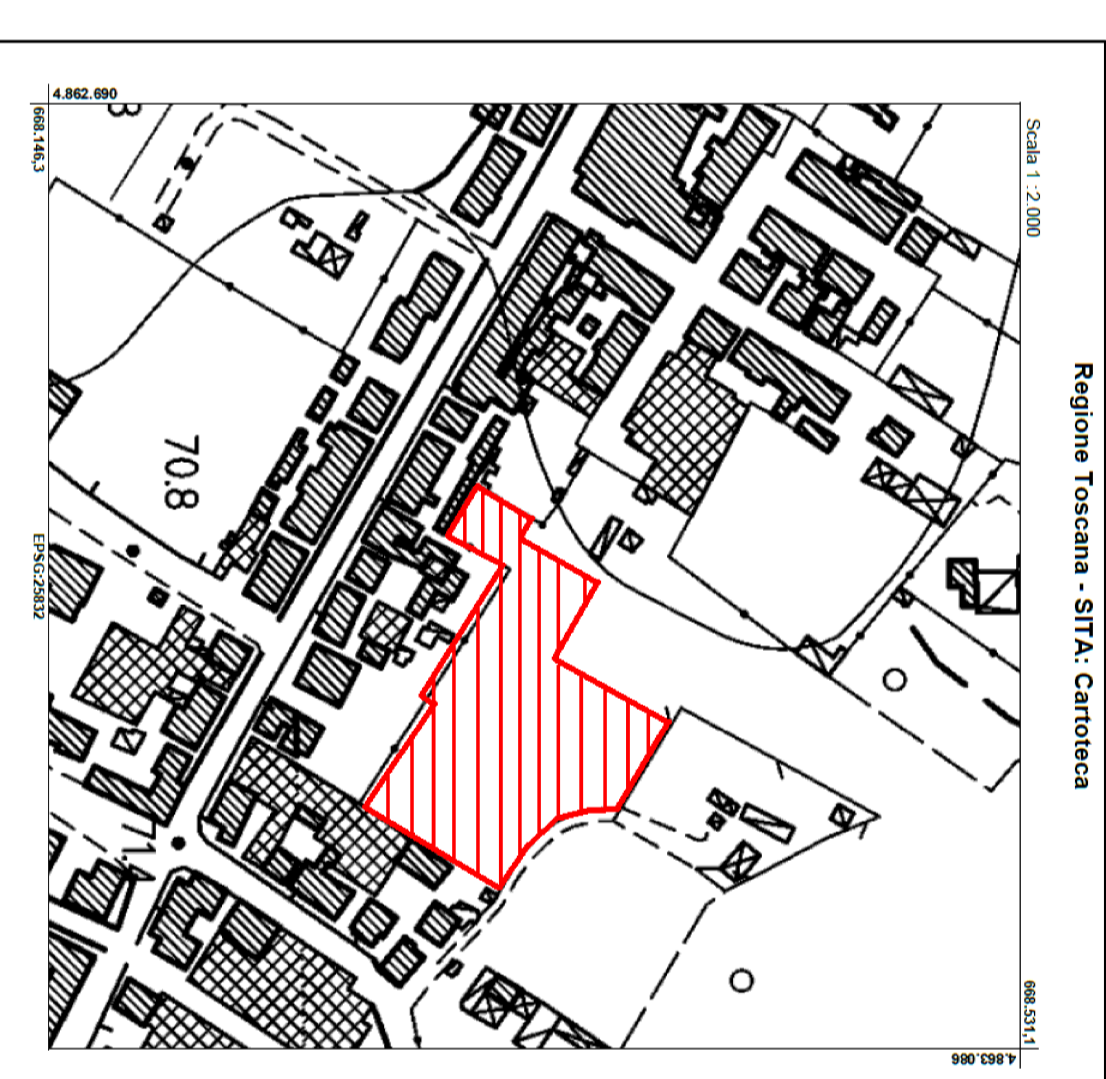 Regione Toscana - SITA: Cartoteca
Scala 1 :2.000
4.862.690
668.146,3
EPSG:25832
668.531,1
4.863.086
70.8